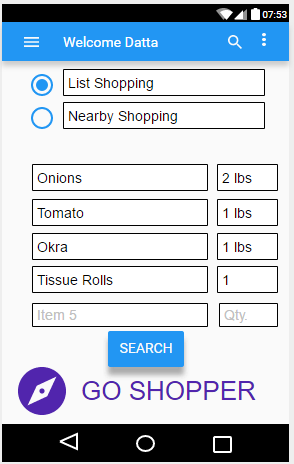 07:53
Welcome Datta
List Shopping
Nearby Shopping
Onions 2 lbs
Tomato 1 lbs
Okra 1 lbs
Tissue Rolls 1
Item 5 Qty.
SEARCH
GO SHOPPER